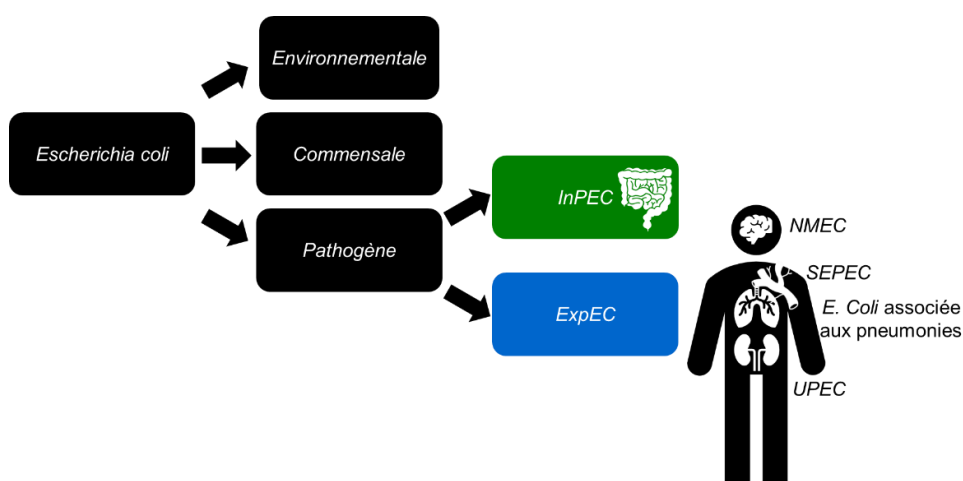 Environnementale
Escherichia coli
Commensale
Pathogène
InPEC
ExpEC
NMEC
SEPEC
E. Coli associée
aux pneumonies
UPEC